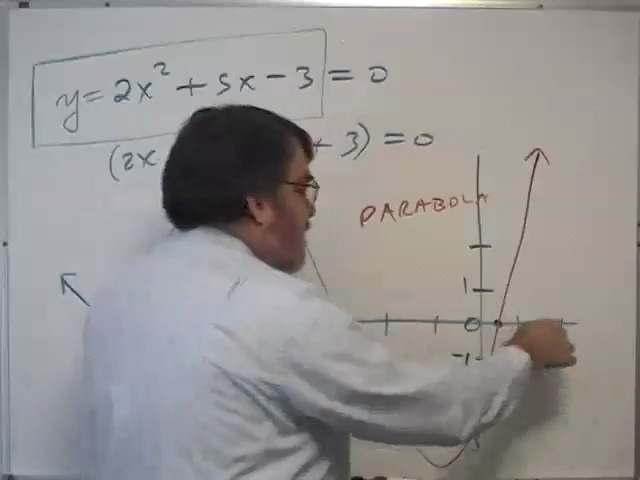 y = 2x² + 5x - 3 = 0
(2x + 3) = 0
PARABOLA
1
0
-1